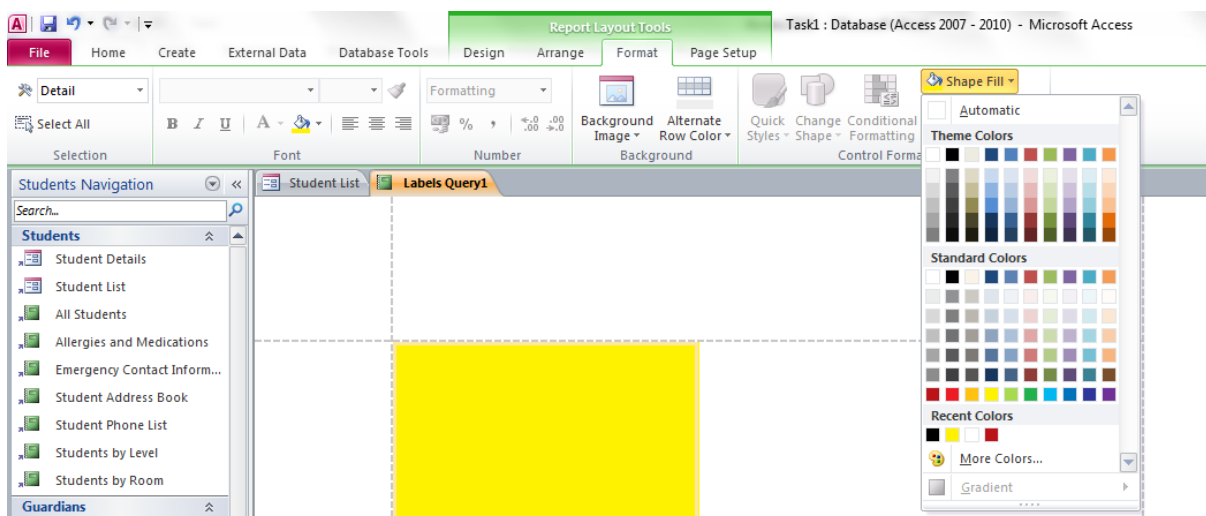 Report Layout Tools
Task1 : Database (Access 2007 - 2010) - Microsoft Access
File Home Create External Data Database Tools Design Arrange Format Page Setup
Detail
Select All
Selection
B I U A
Font
Formatting
% , .0 .00 .00 .0
Number
Background Image
Alternate Row Color
Background
Quick Styles
Change Shape
Conditional Formatting
Control Forma
Shape Fill
Automatic
Theme Colors
Standard Colors
Recent Colors
More Colors...
Gradient
Students Navigation
Search...
Students
Student Details
Student List
All Students
Allergies and Medications
Emergency Contact Inform...
Student Address Book
Student Phone List
Students by Level
Students by Room
Guardians
Student List
Labels Query1